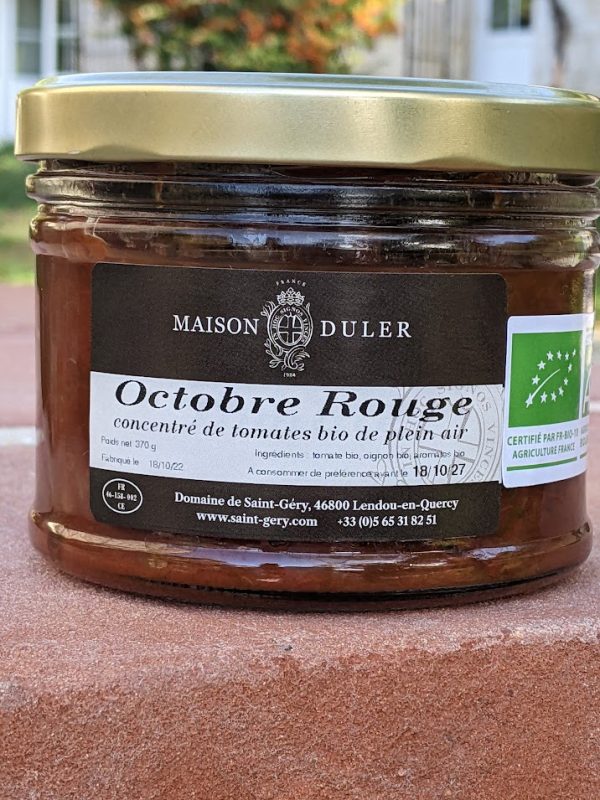 FRANCE
MAISON DULER
HOC SIGNOS VINCES
1984
Octobre Rouge
concentré de tomates bio de plein air
Poids net 370 g
Ingrédients : tomate bio, oignon bio, aromates bio
Fabriqué le 18/10/22
A consommer de préférence avant le 18/10/27
FR
46-158-002
CE
Domaine de Saint-Géry, 46800 Lendou-en-Quercy
www.saint-gery.com +33 (0)5 65 31 82 51
CERTIFIÉ PAR FR-BIO-
AGRICULTURE FRANCE